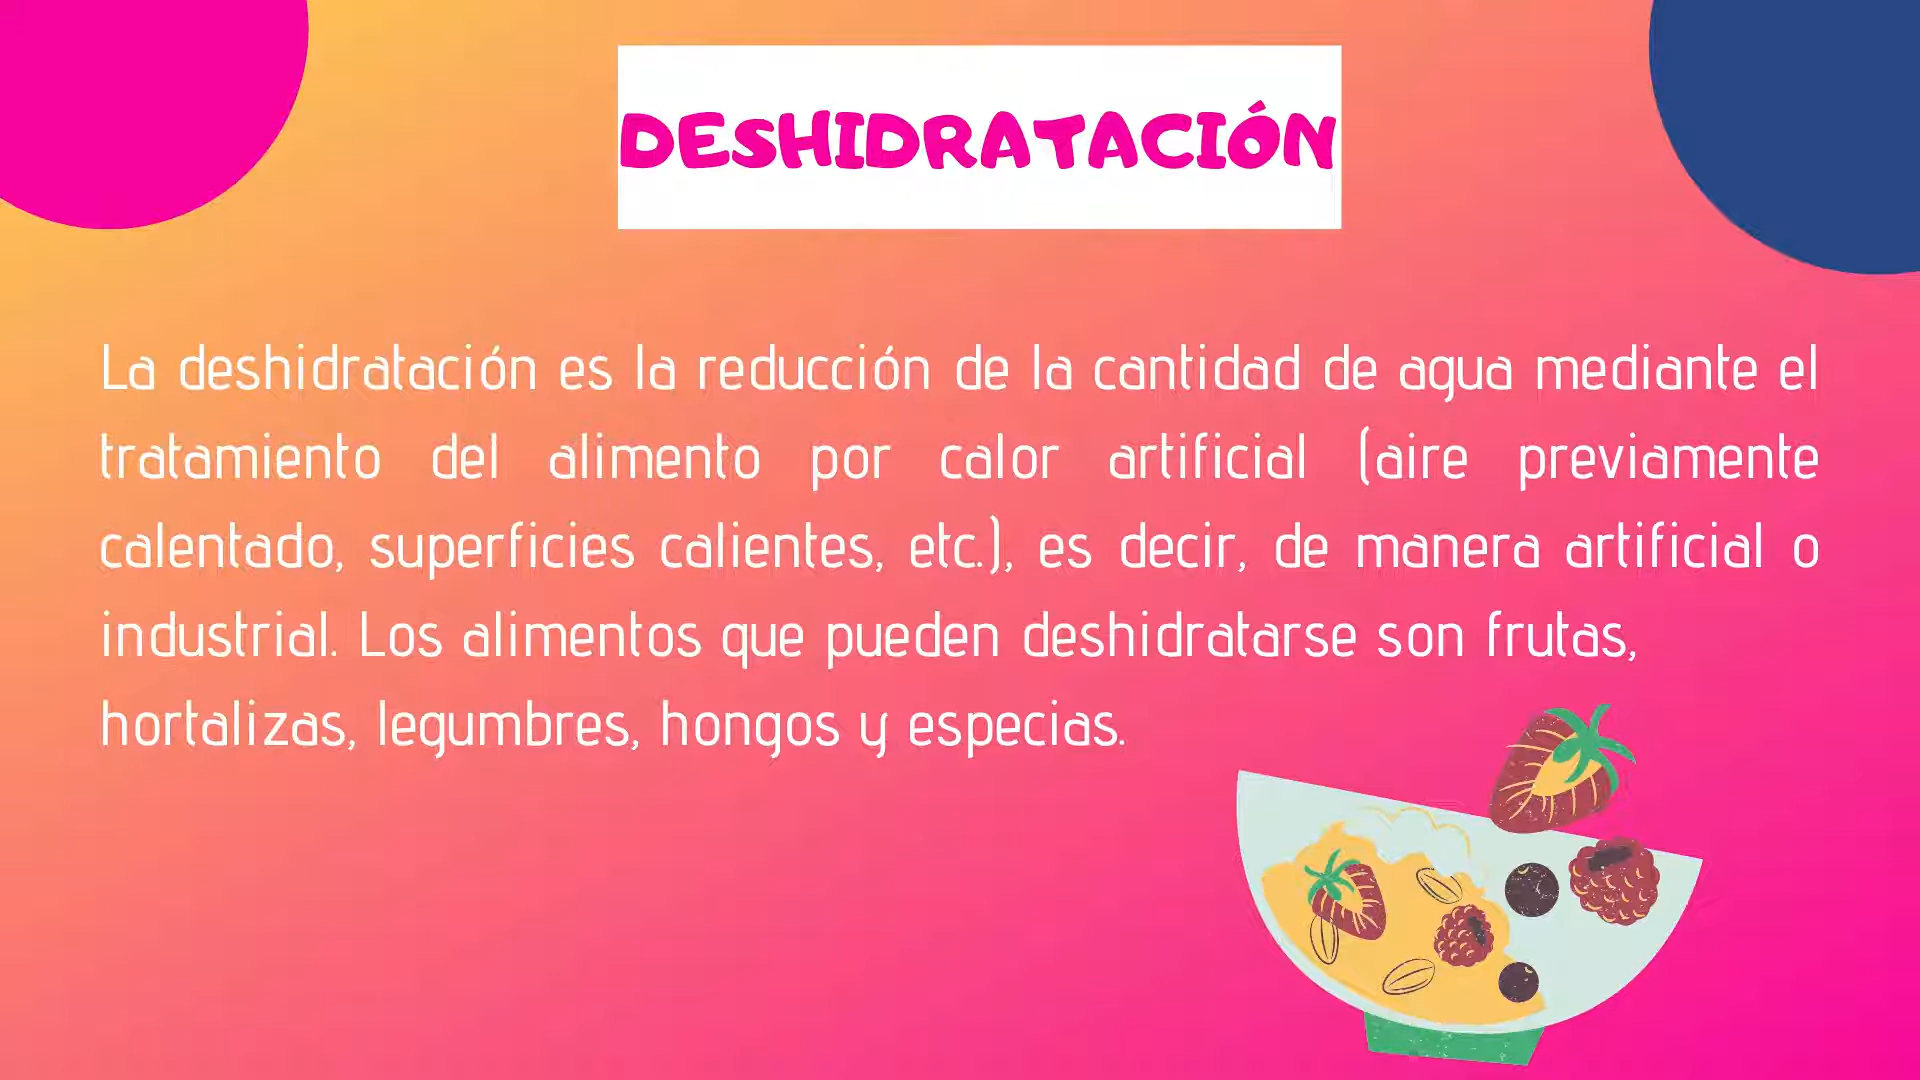 DESHIDRATACIÓN
La deshidratación es la reducción de la cantidad de agua mediante el
tratamiento del alimento por calor artificial (aire previamente
calentado, superficies calientes, etc.), es decir, de manera artificial o
industrial. Los alimentos que pueden deshidratarse son frutas,
hortalizas, legumbres, hongos y especias.